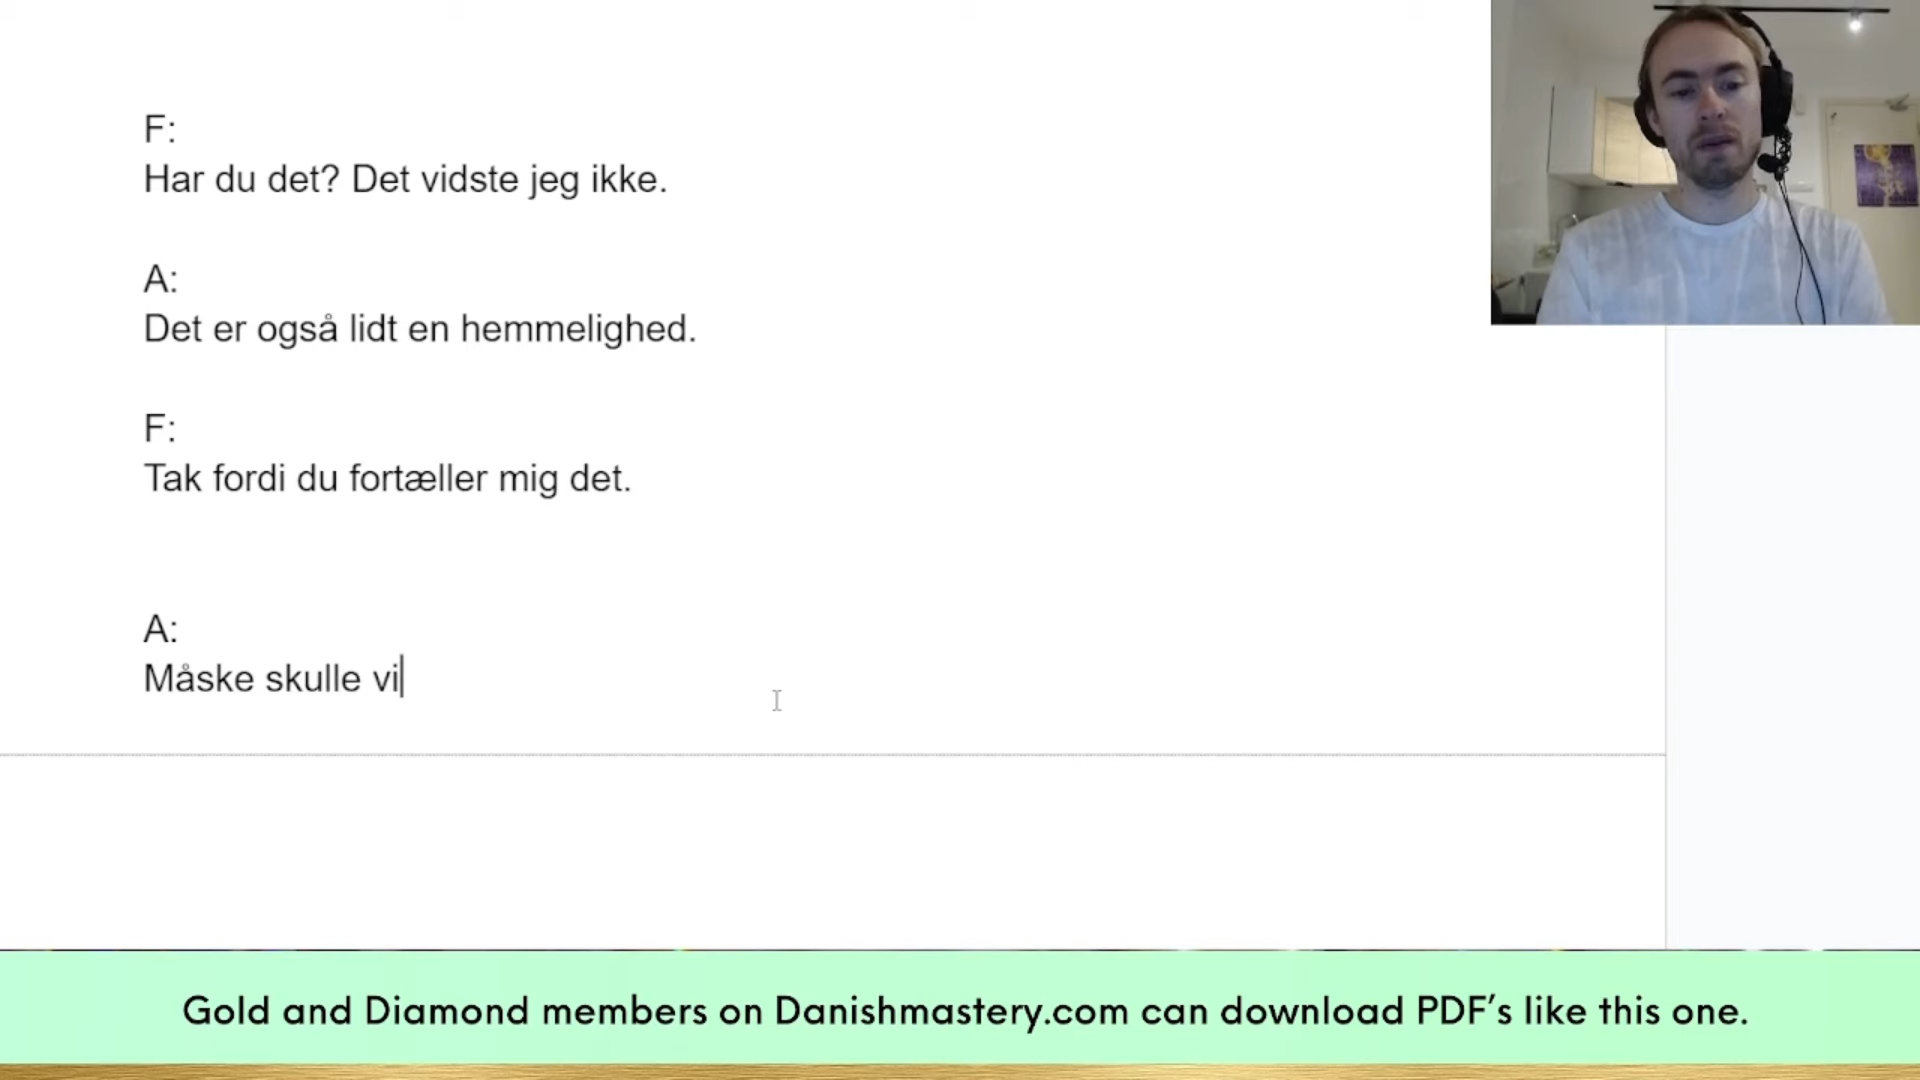 F:
Har du det? Det vidste jeg ikke.
A:
Det er også lidt en hemmelighed.
F:
Tak fordi du fortæller mig det.
A:
Måske skulle vi
Gold and Diamond members on Danishmastery.com can download PDF’s like this one.